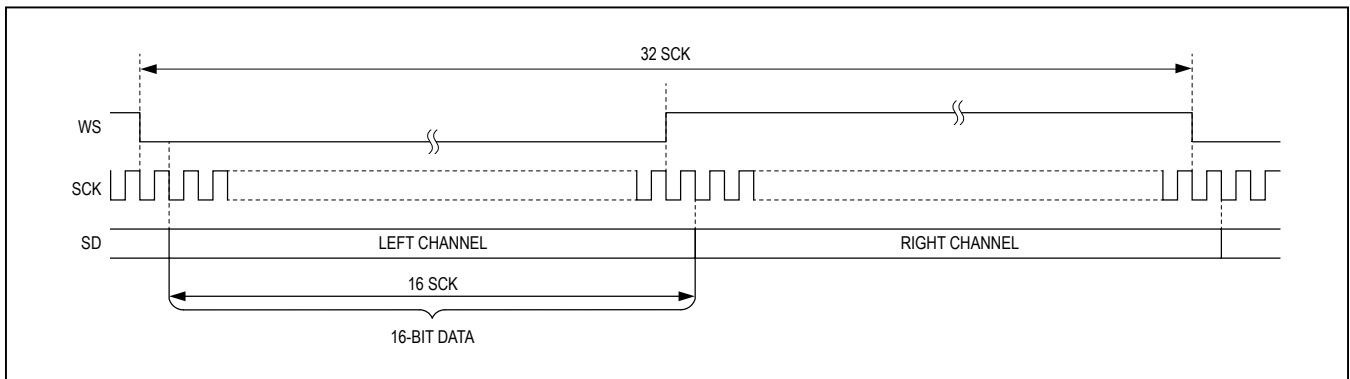 32 SCK
WS
SCK
SD
LEFT CHANNEL
RIGHT CHANNEL
16 SCK
16-BIT DATA